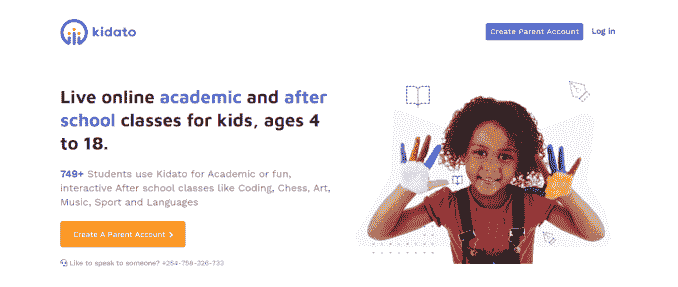 kidato
Create Parent Account
Log in
Live online academic and after
school classes for kids, ages 4
to 18.
749+ Students use Kidato for Academic or fun,
interactive After school classes like Coding, Chess, Art,
Music, Sport and Languages
Create A Parent Account
Like to speak to someone? +254-758-326-733